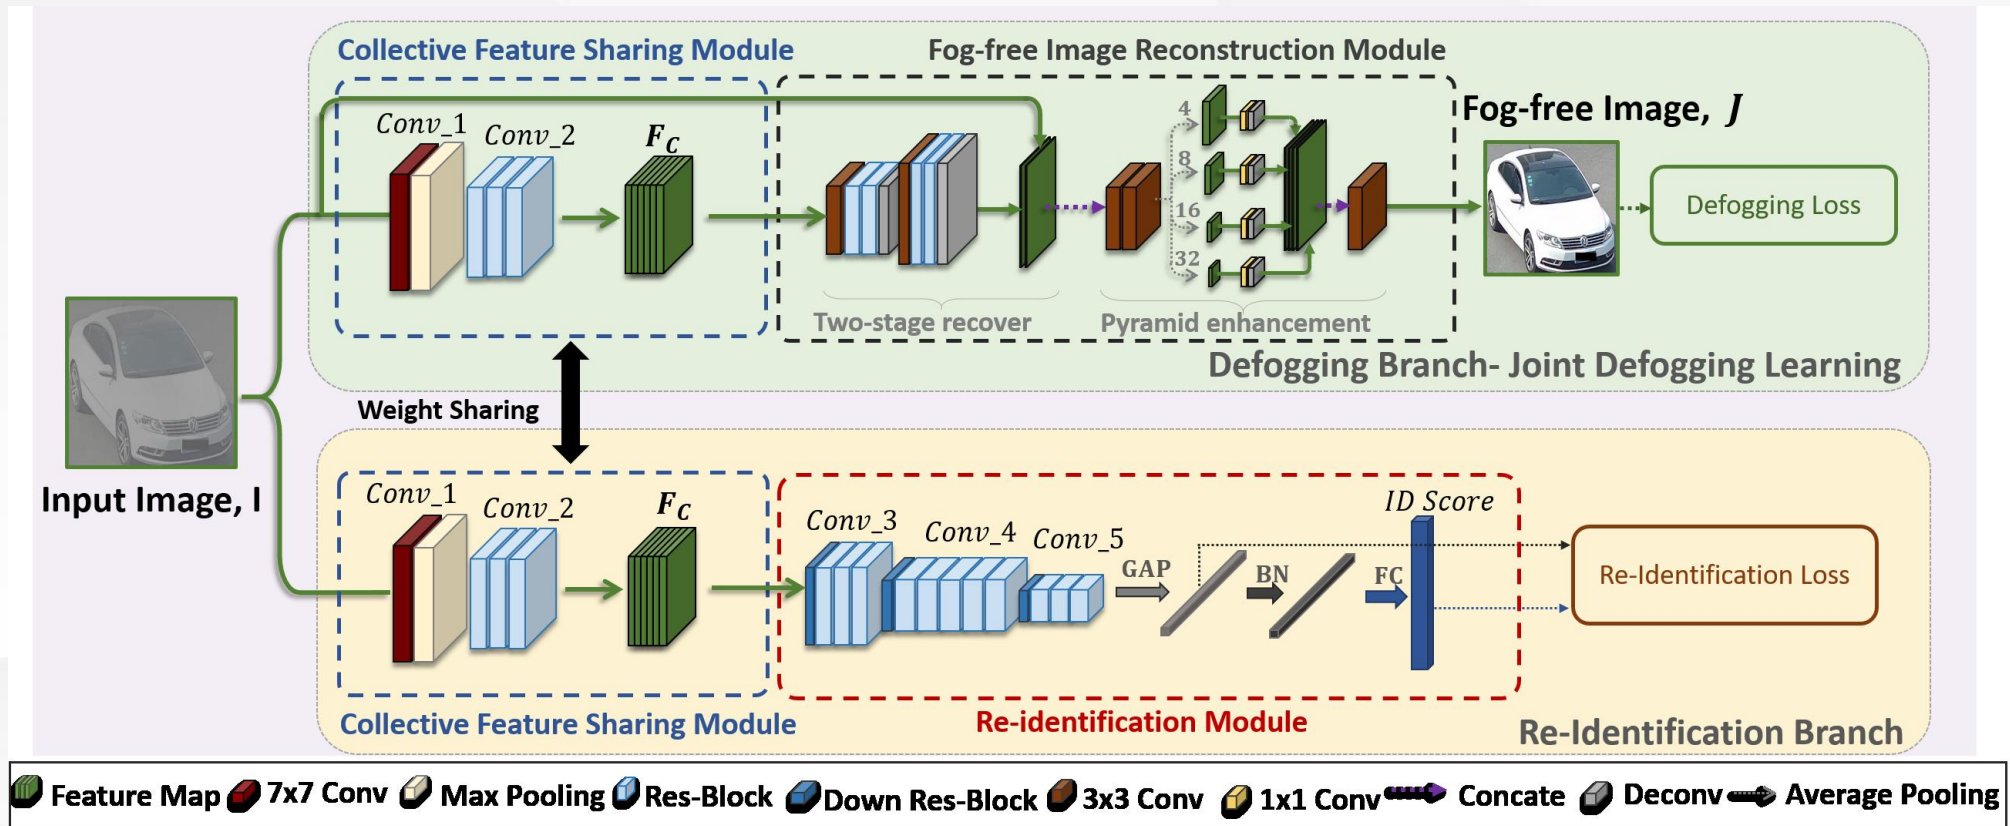 Collective Feature Sharing Module
Fog-free Image Reconstruction Module
Conv_1
Conv_2
F_C
4
8
16
32
Fog-free Image, J
Defogging Loss
Two-stage recover
Pyramid enhancement
Defogging Branch- Joint Defogging Learning
Weight Sharing
Input Image, I
Conv_1
Conv_2
F_C
Conv_3
Conv_4
Conv_5
GAP
BN
FC
ID Score
Re-Identification Loss
Collective Feature Sharing Module
Re-identification Module
Re-Identification Branch
Feature Map 7x7 Conv Max Pooling Res-Block Down Res-Block 3x3 Conv 1x1 Conv Concate Deconv Average Pooling